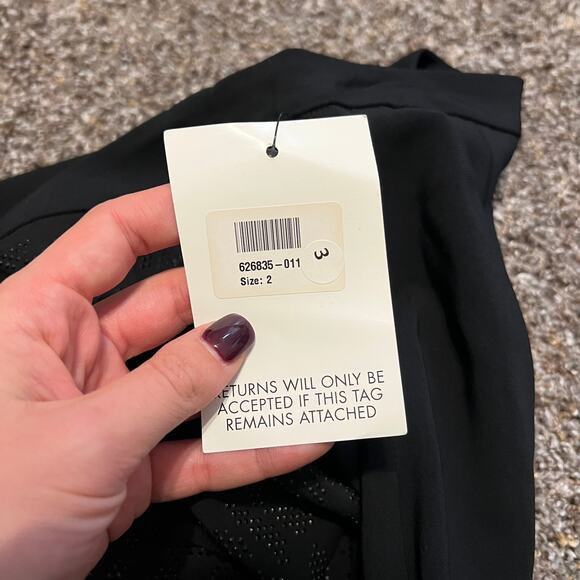 626835-011
Size: 2
3
RETURNS WILL ONLY BE
ACCEPTED IF THIS TAG
REMAINS ATTACHED